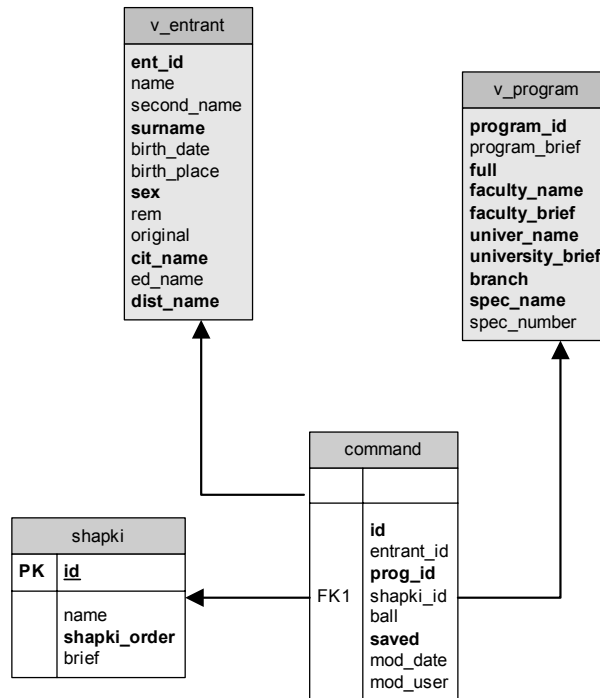 v_entrant
ent_id
name
second_name
surname
birth_date
birth_place
sex
rem
original
cit_name
ed_name
dist_name
v_program
program_id
program_brief
full
faculty_name
faculty_brief
univer_name
university_brief
branch
spec_name
spec_number
shapki
PK id
name
shapki_order
brief
command
id
entrant_id
prog_id
FK1 shapki_id
ball
saved
mod_date
mod_user